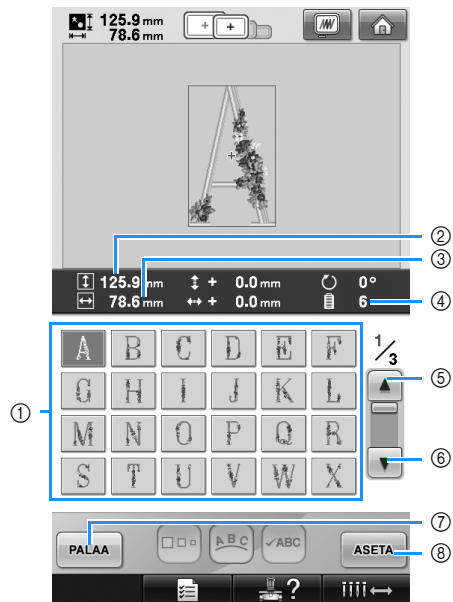 125.9 mm
78.6 mm
②
③
125.9 mm + 0.0 mm 0°
78.6 mm + 0.0 mm 6
④
A B C D E F
1/3
⑤
G H I J K L
①
M N O P Q R
⑥
S T U V W X
⑦
PALAA ABC ✓ABC ASETA
⑧
?